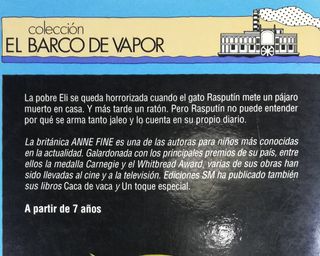 colección
EL BARCO DE VAPOR
La pobre Eli se queda horrorizada cuando el gato Rasputín mete un pájaro
muerto en casa. Y más tarde un ratón. Pero Rasputín no puede entender
por qué se arma tanto jaleo y lo cuenta en su propio diario.
La británica ANNE FINE es una de las autoras para niños más conocidas
en la actualidad. Galardonada con los principales premios de su país, entre
ellos la medalla Carnegie y el Whitbread Award, varias de sus obras han
sido llevadas al cine y a la televisión. Ediciones SM ha publicado también
sus libros Caca de vaca y Un toque especial.
A partir de 7 años